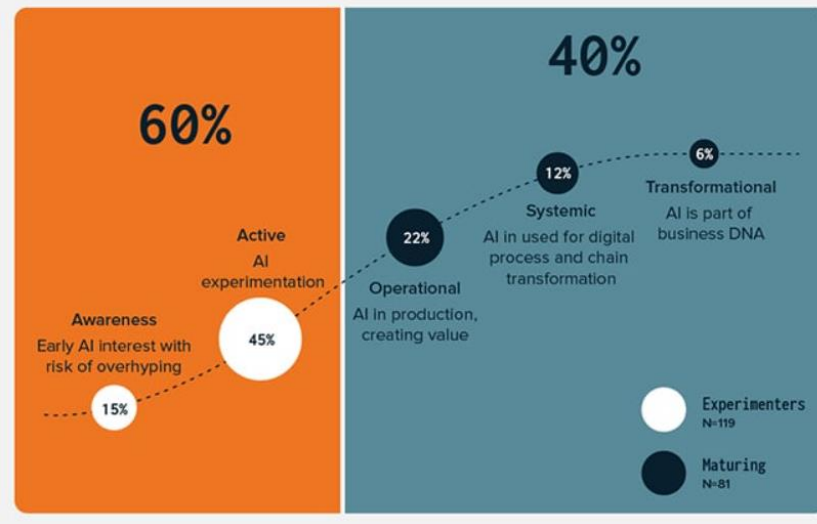 60%
40%
Awareness
Early AI interest with
risk of overhyping
15%
Active
AI
experimentation
45%
22%
Operational
AI in production,
creating value
12%
Systemic
AI in used for digital
process and chain
transformation
6%
Transformational
AI is part of
business DNA
Experimenters
N=119
Maturing
N=81